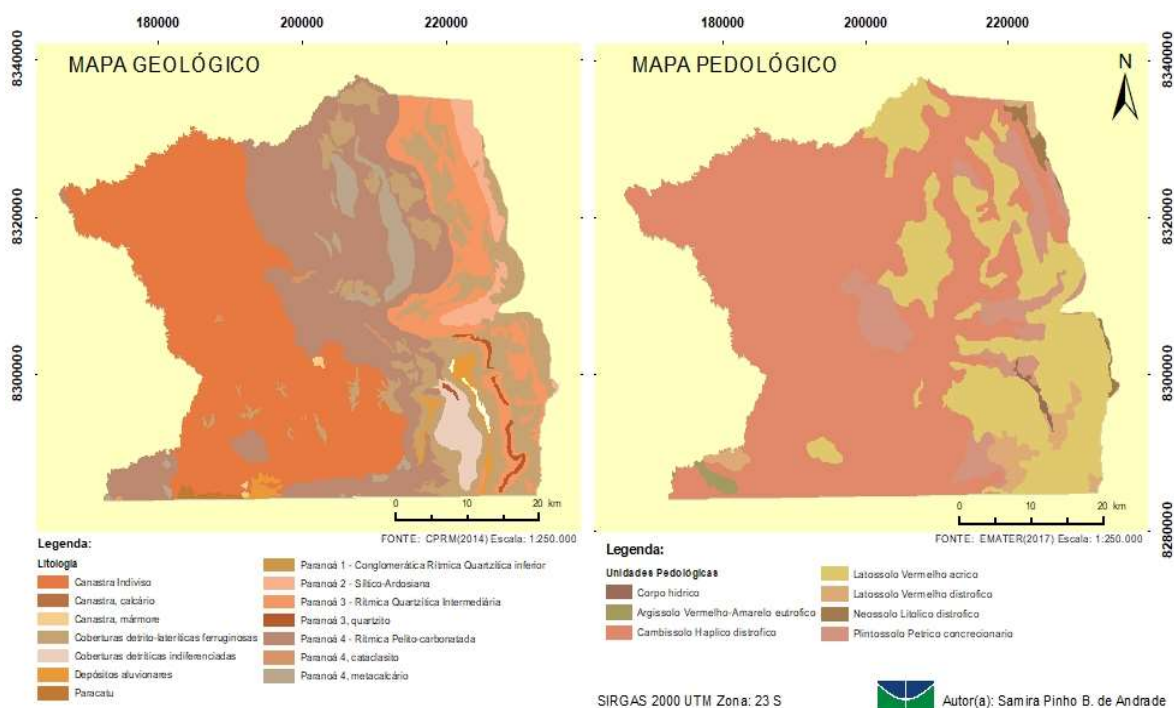 180000 200000 220000
180000 200000 220000
8340000
8320000
8300000
MAPA GEOLÓGICO
0 10 20 km
FONTE: CPRM(2014) Escala: 1:250.000
Legenda:
Litologia
Canastra Indiviso
Canastra, calcário
Canastra, mármore
Coberturas detrito-lateríticas ferruginosas
Coberturas detríticas indiferenciadas
Depósitos aluvionares
Paracatu
Paranoá 1 - Conglomerática Rítmica Quartzítica inferior
Paranoá 2 - Síltico-Ardosiana
Paranoá 3 - Rítmica Quartzítica Intermediária
Paranoá 3, quartzito
Paranoá 4 - Rítmica Pelito-carbonatada
Paranoá 4, cataclasito
Paranoá 4, metacalcário
MAPA PEDOLÓGICO
N
8340000
8320000
8300000
8280000
0 10 20 km
FONTE: EMATER(2017) Escala: 1:250.000
Legenda:
Unidades Pedológicas
Corpo hidrico
Argissolo Vermelho-Amarelo eutrofico
Cambissolo Haplico distrofico
Latossolo Vermelho acrico
Latossolo Vermelho distrofico
Neossolo Litolico distrofico
Plintossolo Petrico concrecionario
SIRGAS 2000 UTM Zona: 23 S
Autor(a): Samira Pinho B. de Andrade